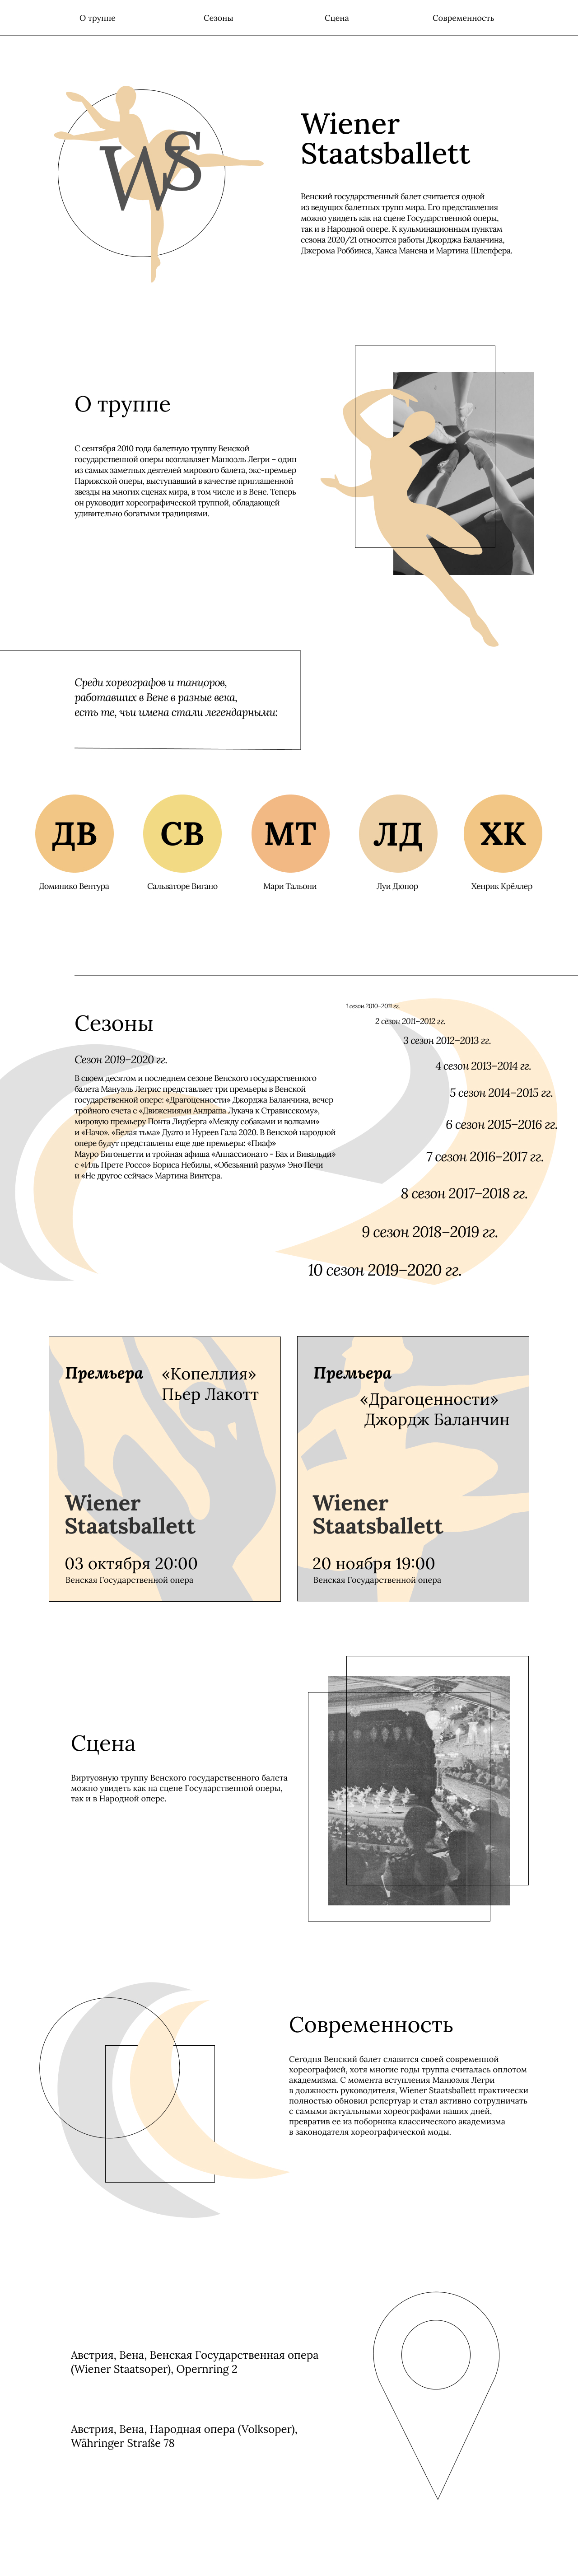 О труппе
Сезоны
Сцена
Современность
WS
Wiener
Staatsballett
Венский государственный балет считается одной
из ведущих балетных трупп мира. Его представления
можно увидеть как на сцене Государственной оперы,
так и в Народной опере. К кульминационным пунктам
сезона 2020/21 относятся работы Джорджа Баланчина,
Джерома Роббинса, Ханса Манена и Мартина Шлепфера.
О труппе
С сентября 2010 года балетную труппу Венской
государственной оперы возглавляет Манюэль Легри – один
из самых заметных деятелей мирового балета, экс-премьер
Парижской оперы, выступавший в качестве приглашенной
звезды на многих сценах мира, в том числе и в Вене. Теперь
он руководит хореографической труппой, обладающей
удивительно богатыми традициями.
Среди хореографов и танцоров,
работавших в Вене в разные века,
есть те, чьи имена стали легендарными:
ДВ
СВ
МТ
ЛД
ХК
Доминико Вентура
Сальваторе Вигано
Мари Тальони
Луи Дюпор
Хенрик Крёллер
Сезоны
Сезон 2019–2020 гг.
В своем десятом и последнем сезоне Венского государственного
балета Мануэль Легрис представляет три премьеры в Венской
государственной опере: «Драгоценности» Джорджа Баланчина, вечер
тройного счета с «Движениями Андраша Лукача к Стравинскому»,
мировую премьеру Понта Лидберга «Между собаками и волками»
и «Начо». «Белая тьма» Дуато и Нуреев Гала 2020. В Венской народной
опере будут представлены еще две премьеры: «Пиаф»
Мауро Бигонцетти и тройная афиша «Аппассионато - Бах и Вивальди»
с «Иль Прете Россо» Бориса Небилы, «Обезьяний разум» Эно Печи
и «Не другое сейчас» Мартина Винтера.
1 сезон 2010–2011 гг.
2 сезон 2011–2012 гг.
3 сезон 2012–2013 гг.
4 сезон 2013–2014 гг.
5 сезон 2014–2015 гг.
6 сезон 2015–2016 гг.
7 сезон 2016–2017 гг.
8 сезон 2017–2018 гг.
9 сезон 2018–2019 гг.
10 сезон 2019–2020 гг.
Премьера
«Копеллия»
Пьер Лакотт
Wiener
Staatsballett
03 октября 20:00
Венская Государственной опера
Премьера
«Драгоценности»
Джордж Баланчин
Wiener
Staatsballett
20 ноября 19:00
Венская Государственной опера
Сцена
Виртуозную труппу Венского государственного балета
можно увидеть как на сцене Государственной оперы,
так и в Народной опере.
Современность
Сегодня Венский балет славится своей современной
хореографией, хотя многие годы труппа считалась оплотом
академизма. С момента вступления Манюэля Легри
в должность руководителя, Wiener Staatsballett практически
полностью обновил репертуар и стал активно сотрудничать
с самыми актуальными хореографами наших дней,
превратив ее из поборника классического академизма
в законодателя хореографической моды.
Австрия, Вена, Венская Государственная опера
(Wiener Staatsoper), Opernring 2
Австрия, Вена, Народная опера (Volksoper),
Währinger Straße 78